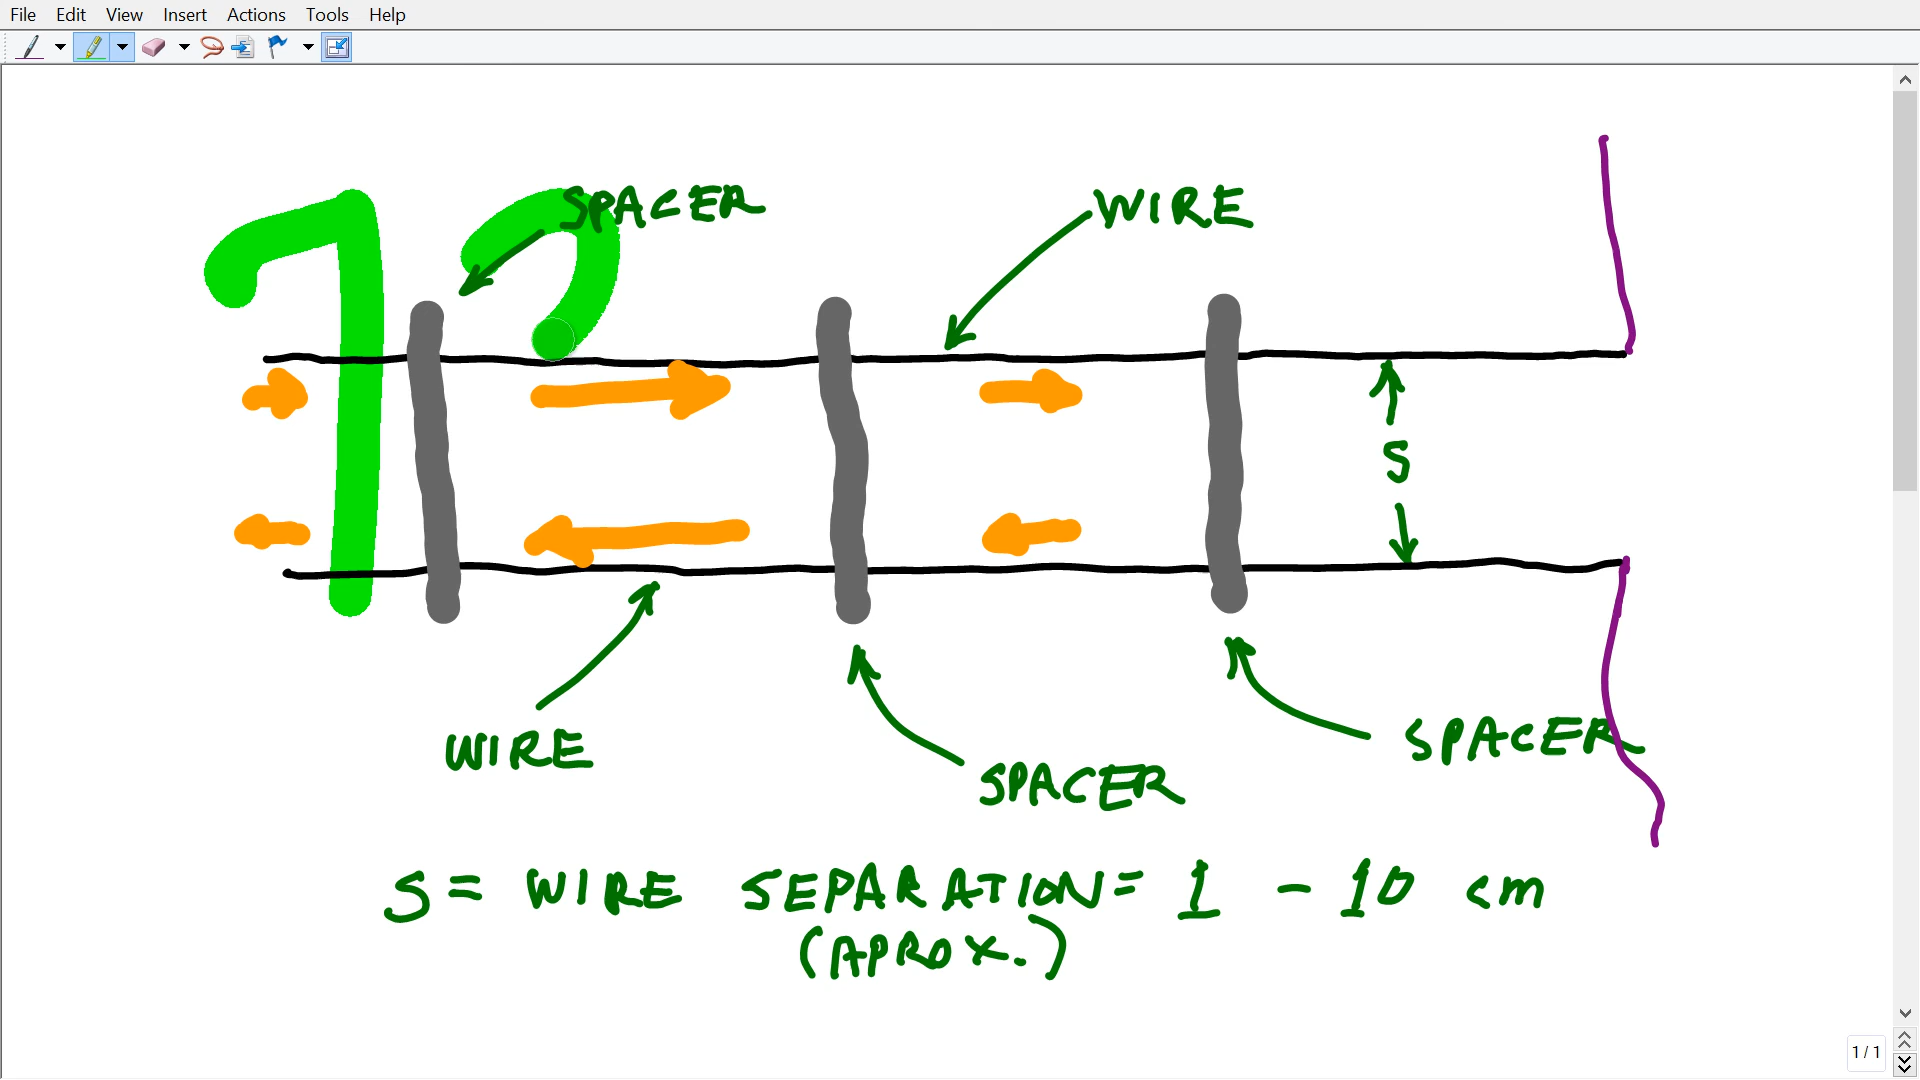 File Edit View Insert Actions Tools Help
SPACER
WIRE
S
WIRE
SPACER
SPACER
S = WIRE SEPARATION = 1 - 10 cm
(APROX.)
1 / 1